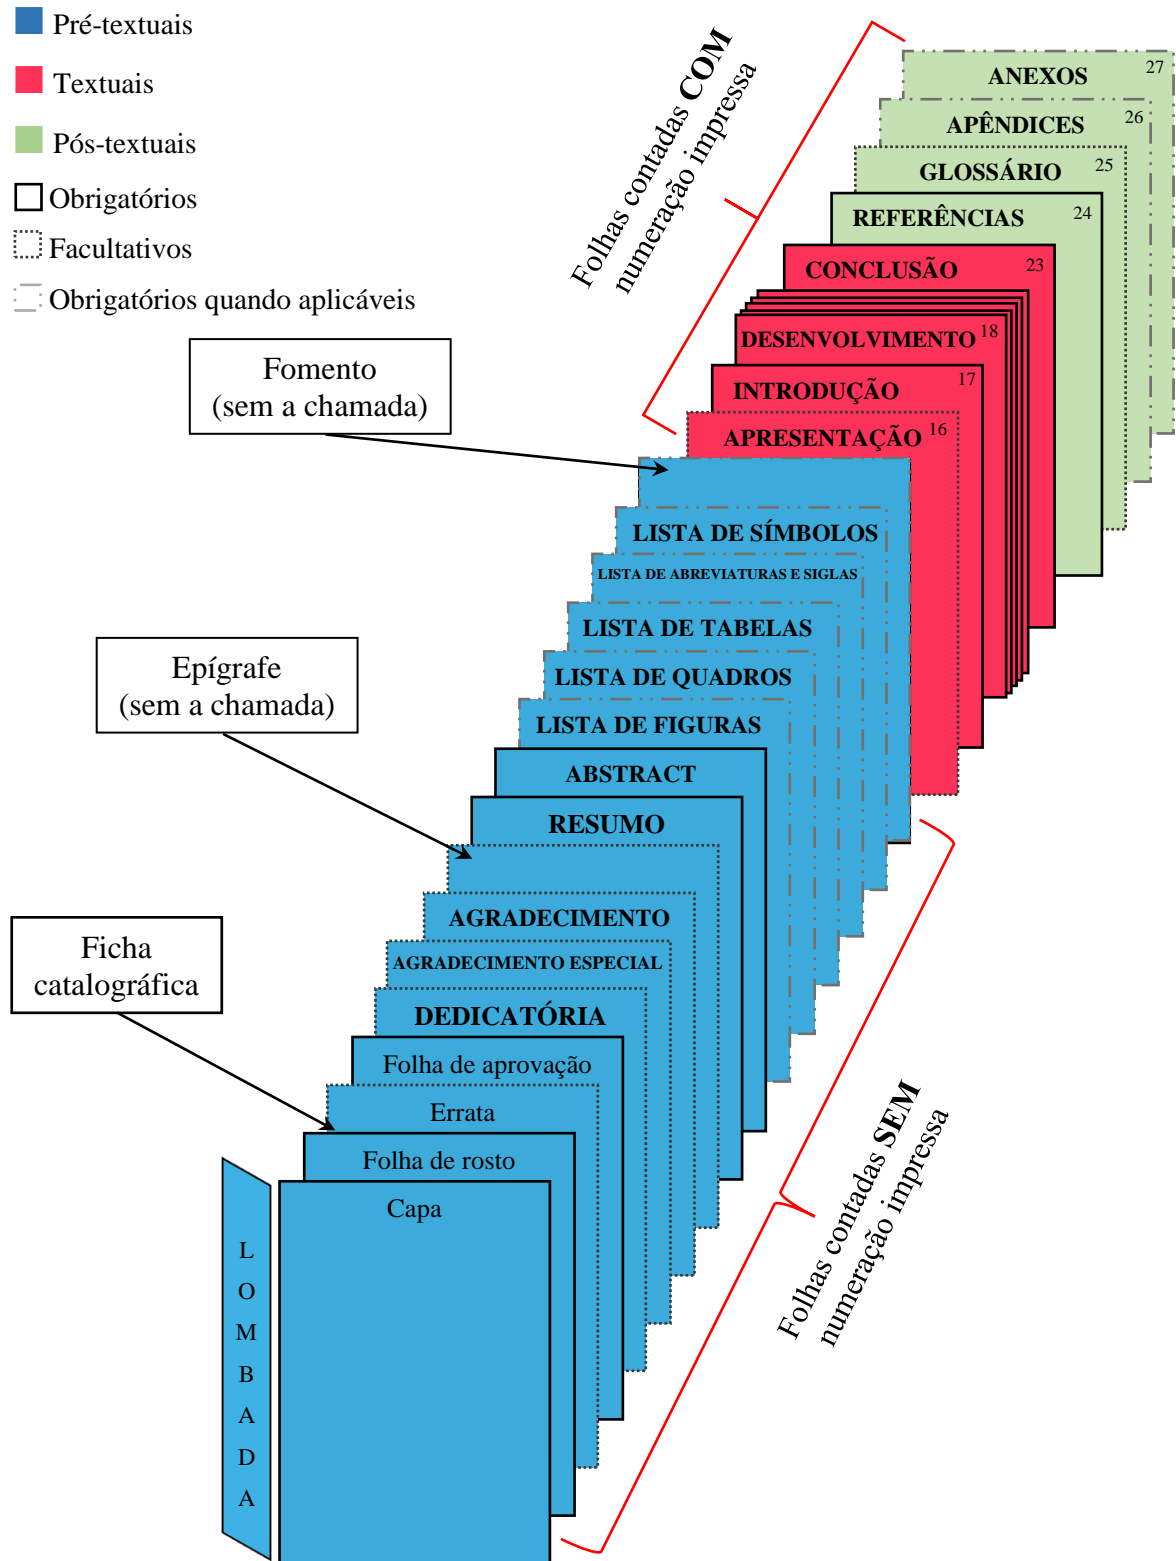 Pré-textuais
Textuais
Pós-textuais
Obrigatórios
Facultativos
Obrigatórios quando aplicáveis
Folhas contadas COM
numeração impressa
ANEXOS 27
APÊNDICES 26
GLOSSÁRIO 25
REFERÊNCIAS 24
CONCLUSÃO 23
DESENVOLVIMENTO 18
INTRODUÇÃO 17
APRESENTAÇÃO 16
Fomento
(sem a chamada)
LISTA DE SÍMBOLOS
LISTA DE ABREVIATURAS E SIGLAS
LISTA DE TABELAS
LISTA DE QUADROS
LISTA DE FIGURAS
ABSTRACT
RESUMO
Epígrafe
(sem a chamada)
AGRADECIMENTO
AGRADECIMENTO ESPECIAL
DEDICATÓRIA
Folha de aprovação
Errata
Ficha
catalográfica
Folha de rosto
Capa
L
O
M
B
A
D
A
Folhas contadas SEM
numeração impressa